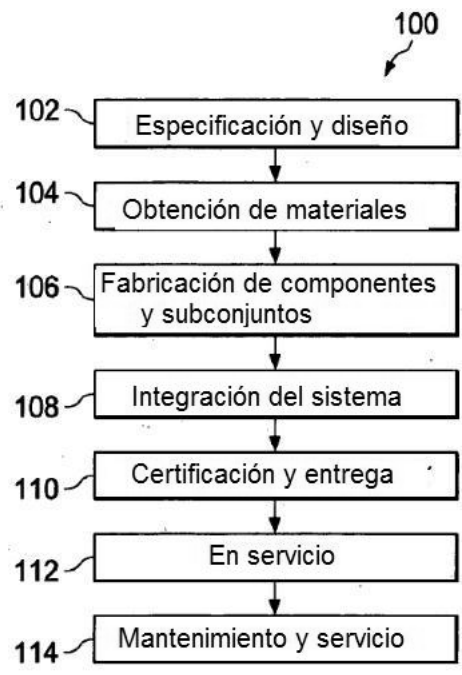 100
102 Especificación y diseño
104 Obtención de materiales
106 Fabricación de componentes
y subconjuntos
108 Integración del sistema
110 Certificación y entrega
112 En servicio
114 Mantenimiento y servicio